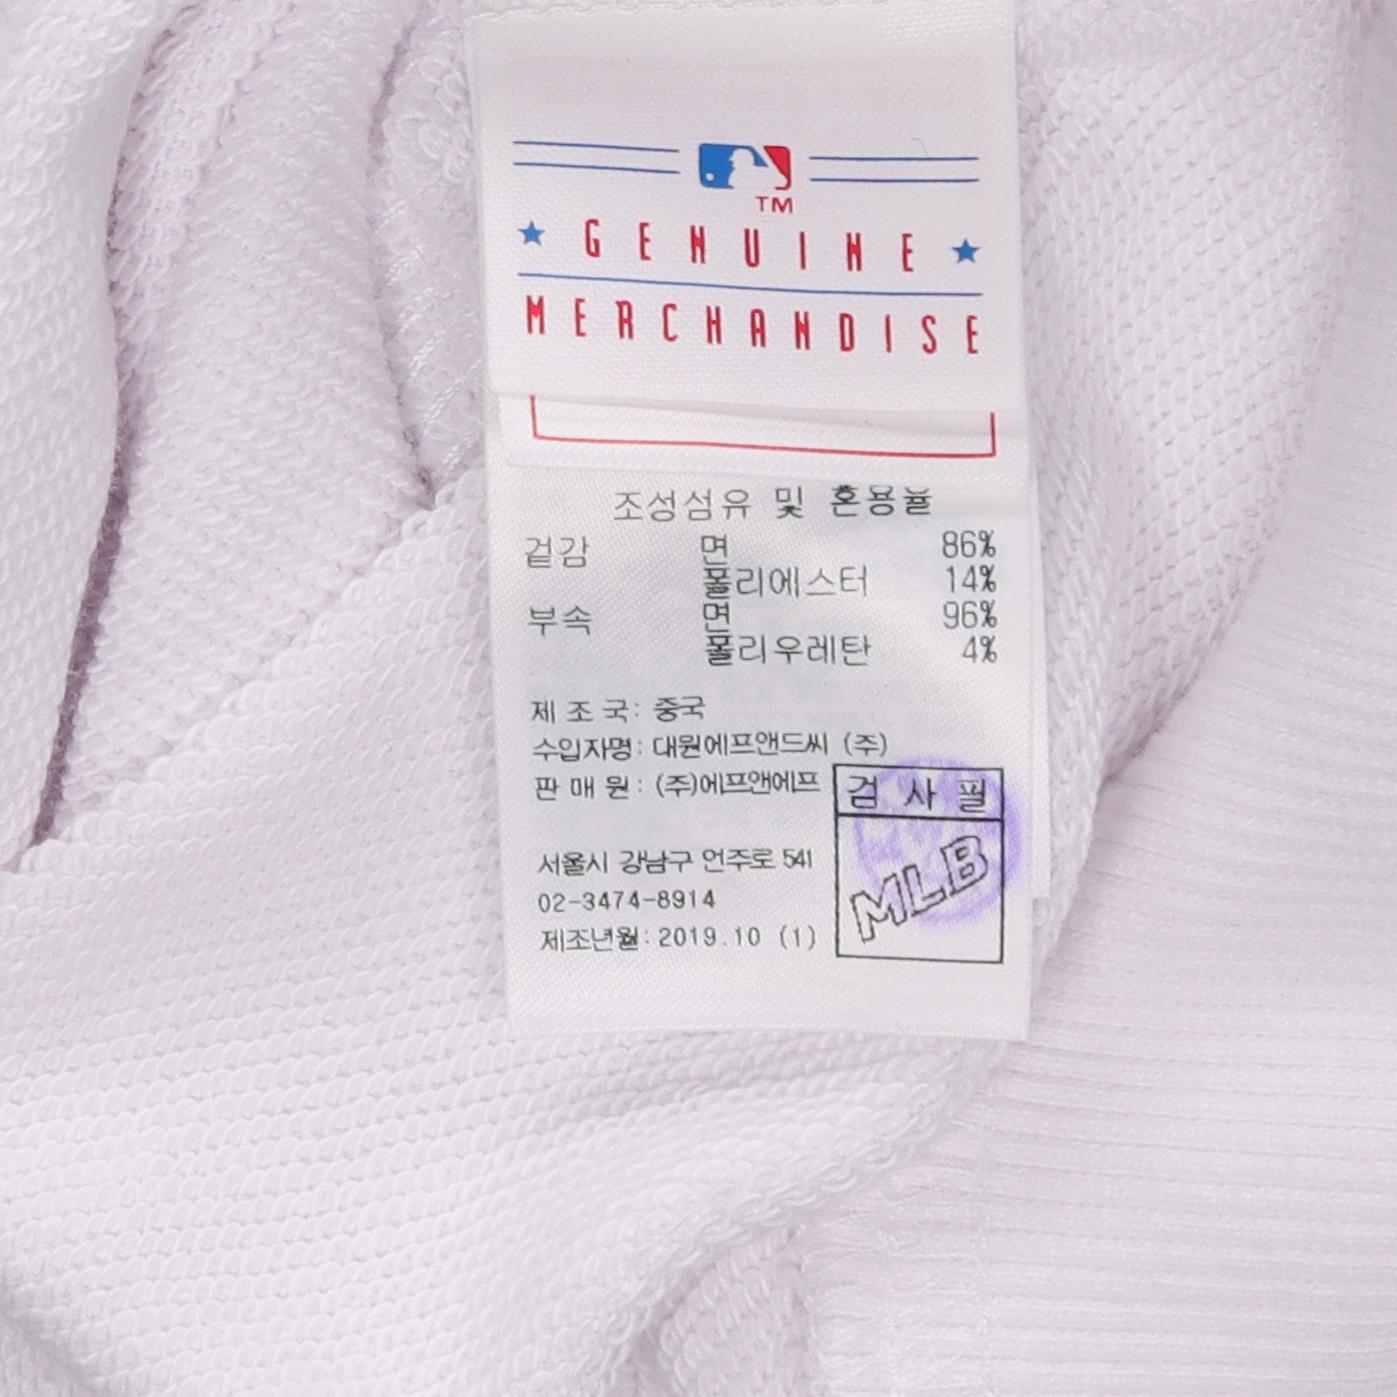 TM
GENUINE
MERCHANDISE
조성섬유 및 혼용율
겉감 면 86%
폴리에스터 14%
부속 면 96%
폴리우레탄 4%
제 조 국: 중국
수입자명: 대원에프앤드씨 (주)
판 매 원: (주)에프앤에프
검 사 필
MLB
서울시 강남구 언주로 541
02-3474-8914
제조년월: 2019.10 (1)